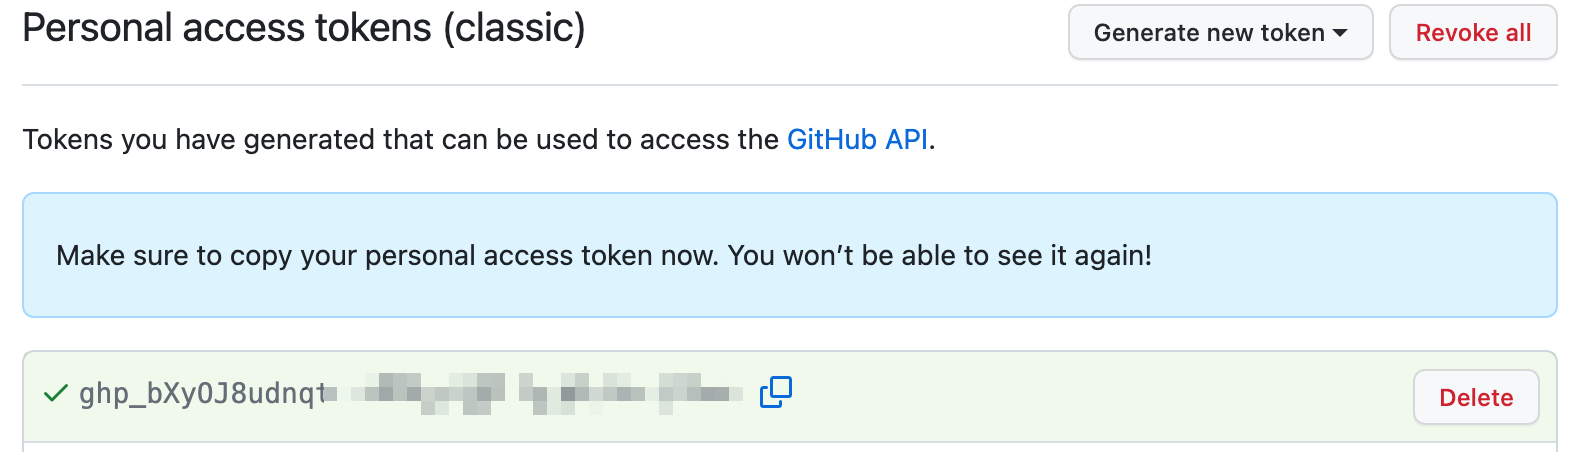 Personal access tokens (classic)
Generate new token
Revoke all
Tokens you have generated that can be used to access the GitHub API.
Make sure to copy your personal access token now. You won’t be able to see it again!
ghp_bXyOJ8udnqt
Delete